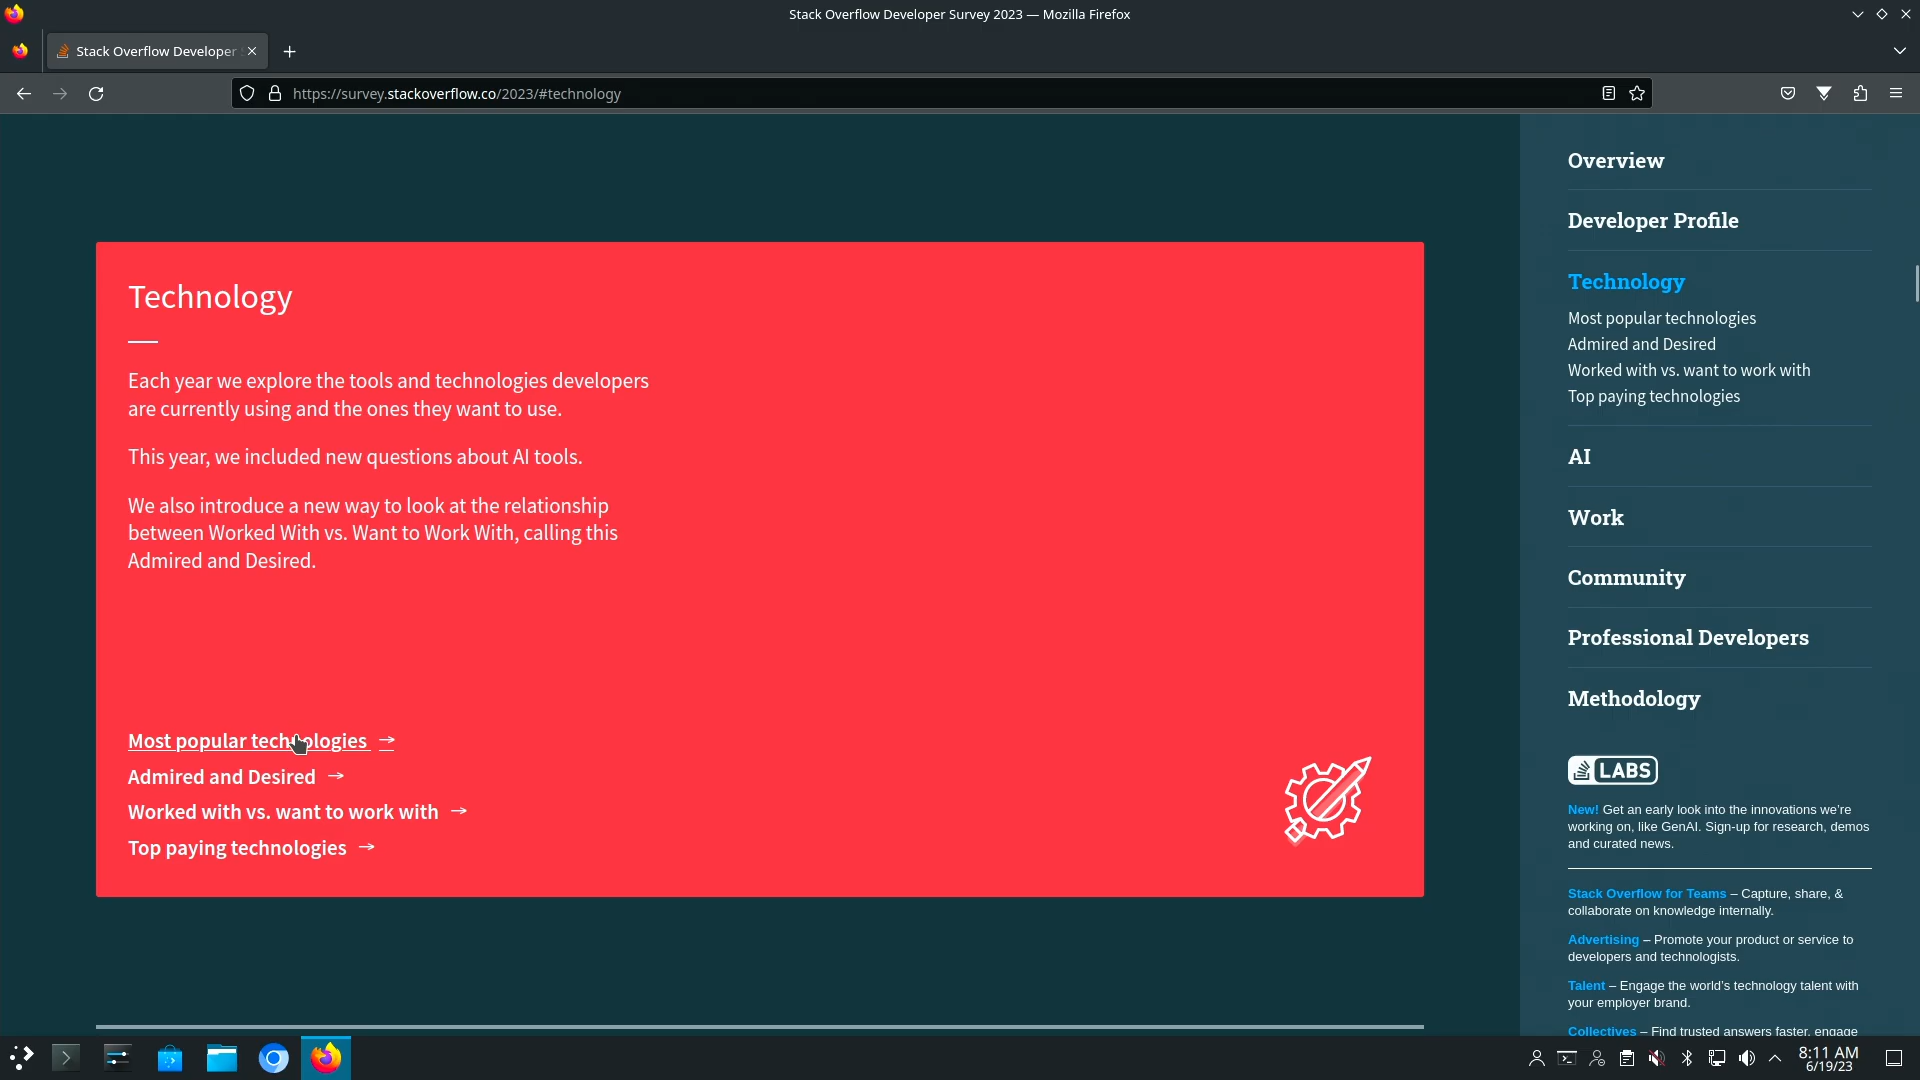 Stack Overflow Developer Survey 2023 — Mozilla Firefox
Stack Overflow Developer
https://survey.stackoverflow.co/2023/#technology
Technology
Each year we explore the tools and technologies developers
are currently using and the ones they want to use.
This year, we included new questions about AI tools.
We also introduce a new way to look at the relationship
between Worked With vs. Want to Work With, calling this
Admired and Desired.
Most popular technologies →
Admired and Desired →
Worked with vs. want to work with →
Top paying technologies →
Overview
Developer Profile
Technology
Most popular technologies
Admired and Desired
Worked with vs. want to work with
Top paying technologies
AI
Work
Community
Professional Developers
Methodology
LABS
New! Get an early look into the innovations we’re
working on, like GenAI. Sign-up for research, demos
and curated news.
Stack Overflow for Teams – Capture, share, &
collaborate on knowledge internally.
Advertising – Promote your product or service to
developers and technologists.
Talent – Engage the world’s technology talent with
your employer brand.
Collectives – Find trusted answers faster, engage
8:11 AM
6/19/23